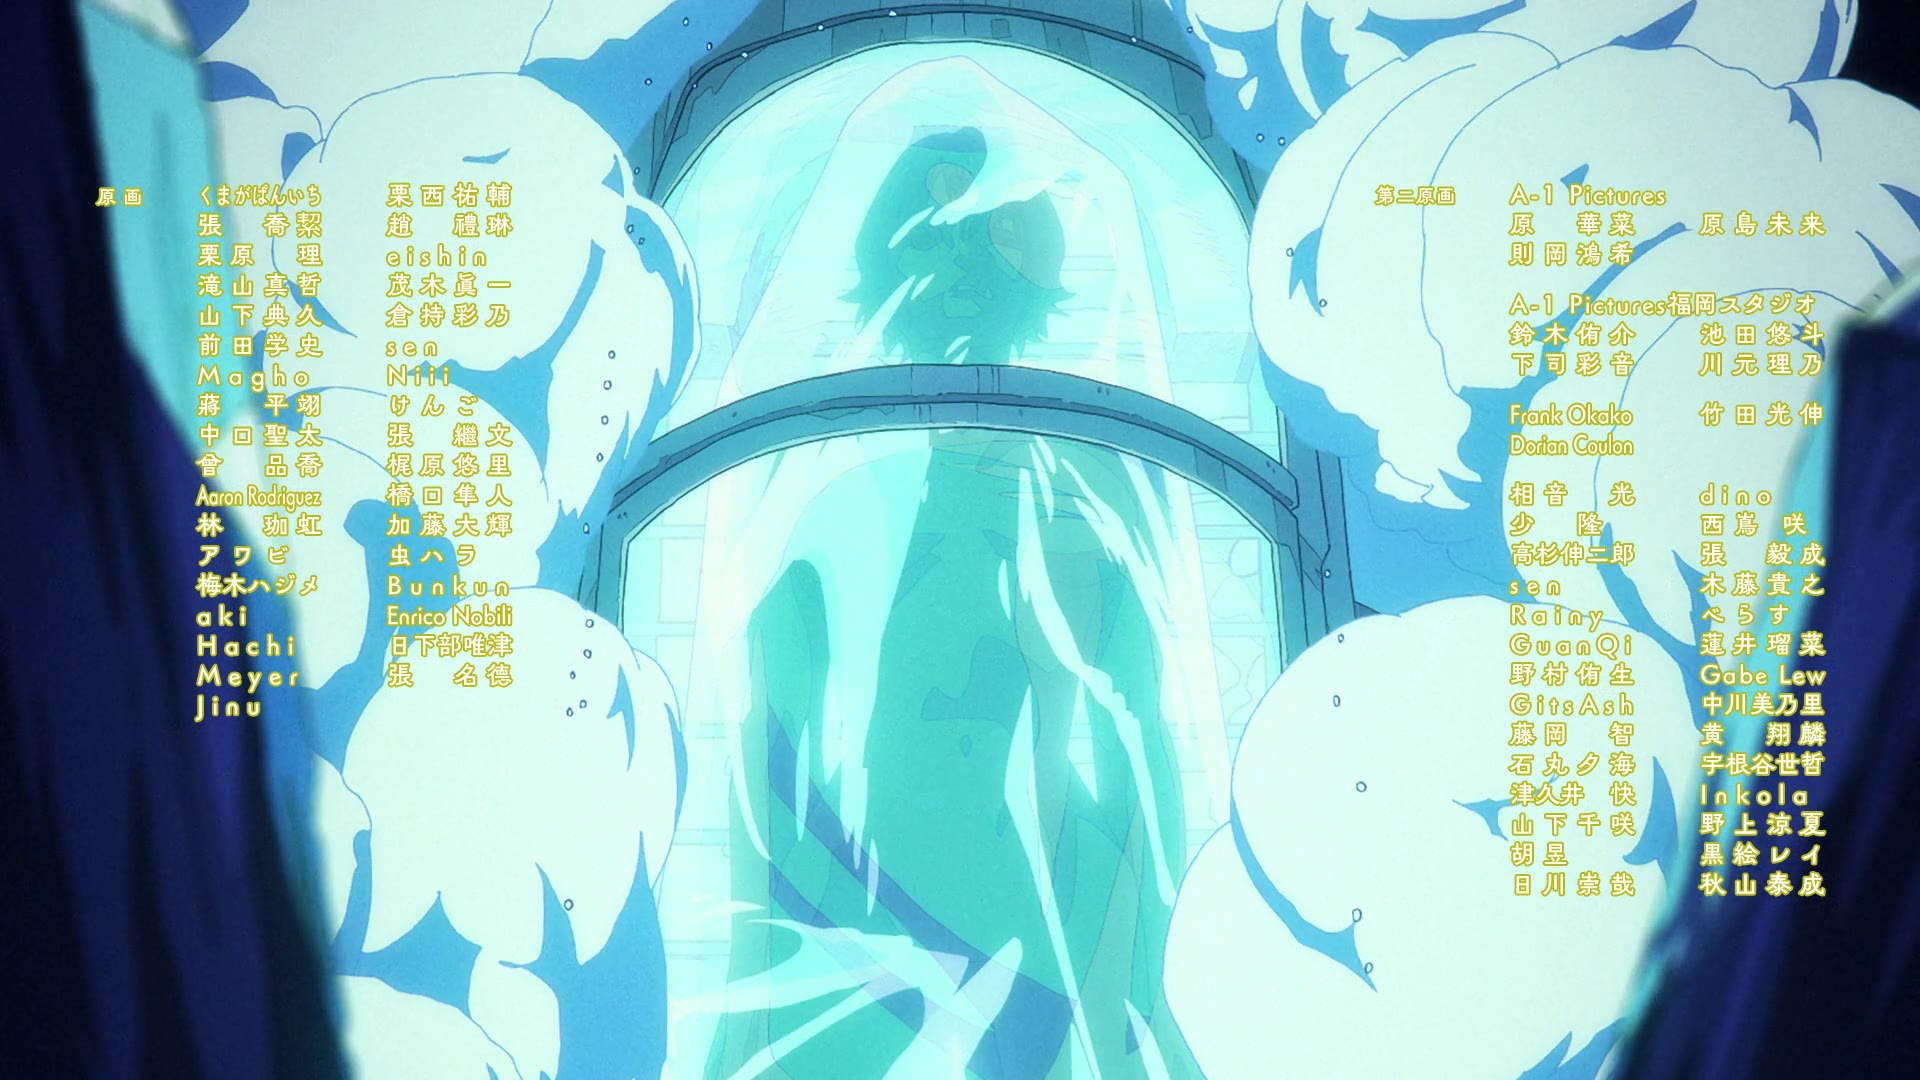 原画
くまがぱんいち 栗西祐輔
張喬絜 趙禮琳
栗原理 eishin
滝山真哲 茂木眞一
山下典久 倉持彩乃
前田学史 sen
Magho Niii
蔣平翊 けんご
中口聖太 張繼文
曾品喬 梶原悠里
Aaron Rodriguez 橋口隼人
林珈虹 加藤大輝
アワビ 虫ハラ
梅木ハジメ Bunkun
aki Enrico Nobili
Hachi 日下部唯津
Meyer 張名德
Jinu
第二原画
A-1 Pictures
原華菜 原島未来
則岡鴻希
A-1 Pictures福岡スタジオ
鈴木侑介 池田悠斗
下司彩音 川元理乃
Frank Okako 竹田光伸
Dorian Coulon
相音光 dino
少隆 西嶌咲
高杉伸二郎 張毅成
sen 木藤貴之
Rainy べらす
GuanQi 蓮井瑠菜
野村侑生 Gabe Lew
GitsAsh 中川美乃里
藤岡智 黄翔麟
石丸夕海 宇根谷世哲
津久井快 Inkola
山下千咲 野上涼夏
胡昱 黒絵レイ
日川崇哉 秋山泰成